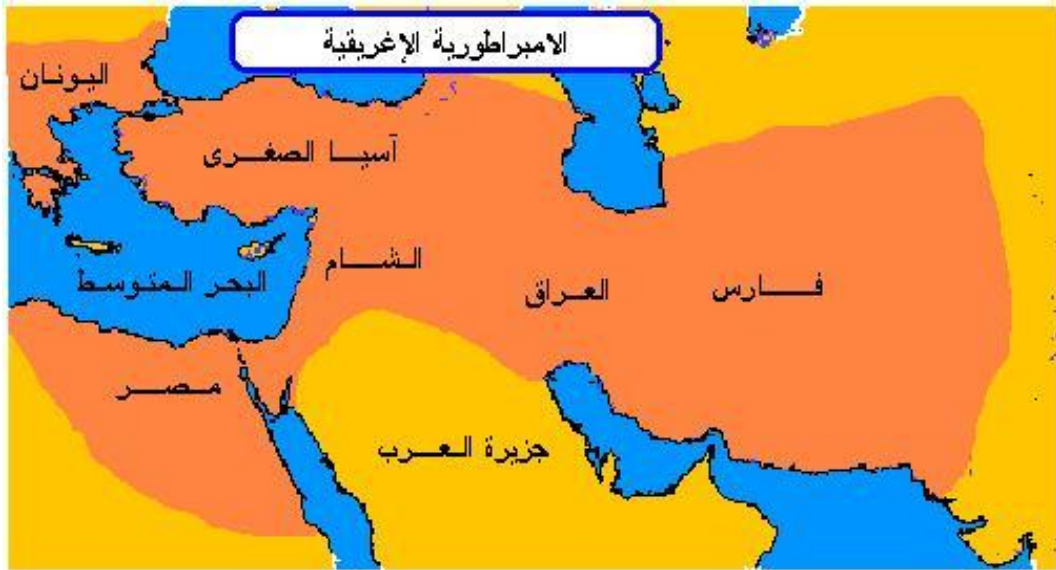 الامبراطورية الإغريقية
اليونان
آسيا الصغرى
الشام
البحر المتوسط
العراق
فارس
مصر
جزيرة العرب